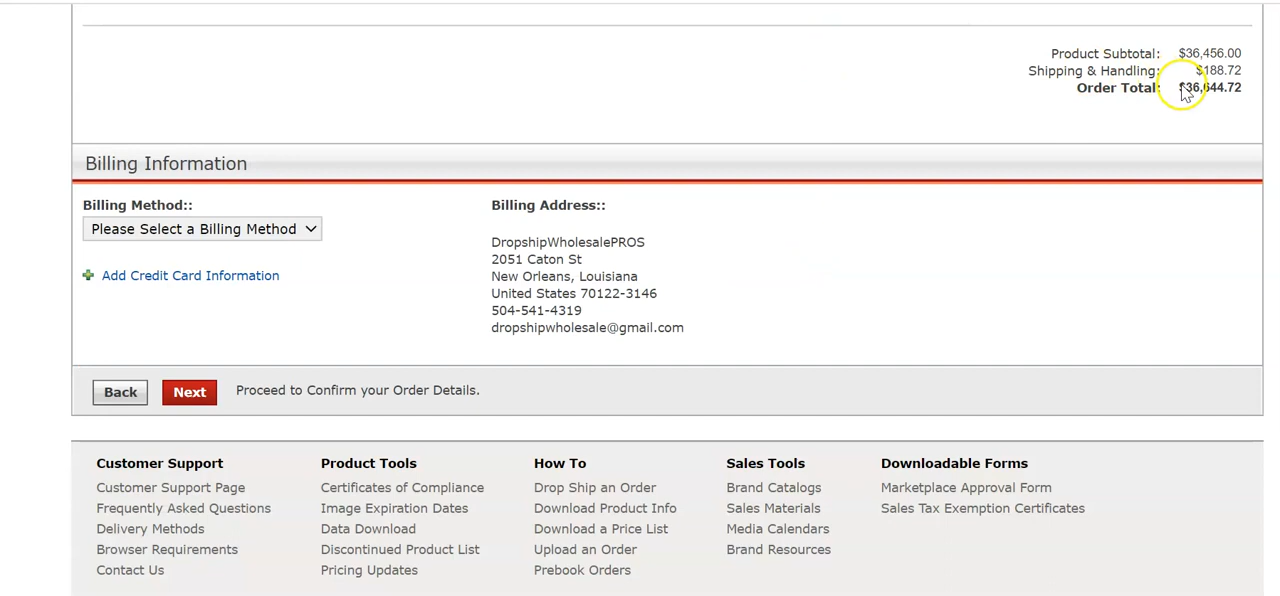 Product Subtotal: $36,456.00
Shipping & Handling: $188.72
Order Total: $36,644.72
Billing Information
Billing Method::
Please Select a Billing Method
Add Credit Card Information
Billing Address::
DropshipWholesalePROS
2051 Caton St
New Orleans, Louisiana
United States 70122-3146
504-541-4319
dropshipwholesale@gmail.com
Back Next Proceed to Confirm your Order Details.
Customer Support
Customer Support Page
Frequently Asked Questions
Delivery Methods
Browser Requirements
Contact Us
Product Tools
Certificates of Compliance
Image Expiration Dates
Data Download
Discontinued Product List
Pricing Updates
How To
Drop Ship an Order
Download Product Info
Download a Price List
Upload an Order
Prebook Orders
Sales Tools
Brand Catalogs
Sales Materials
Media Calendars
Brand Resources
Downloadable Forms
Marketplace Approval Form
Sales Tax Exemption Certificates